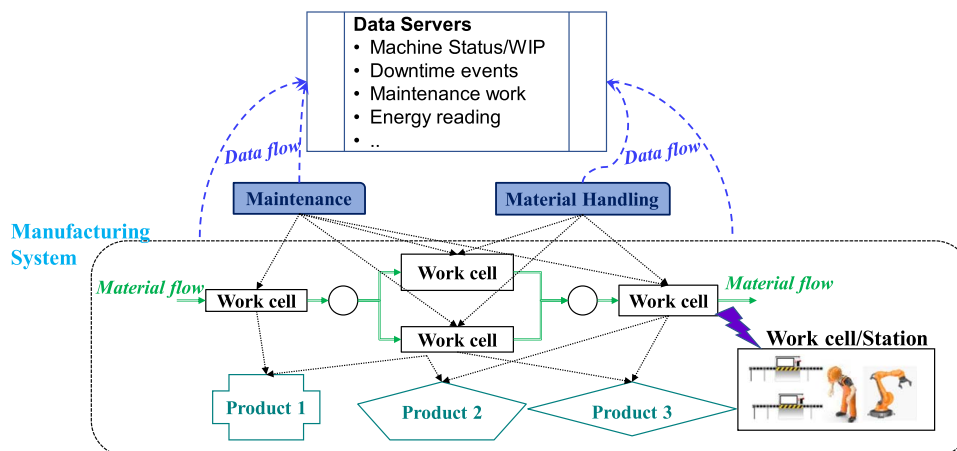 Data Servers
• Machine Status/WIP
• Downtime events
• Maintenance work
• Energy reading
• ..
Data flow
Data flow
Maintenance
Material Handling
Manufacturing
System
Material flow
Work cell
Work cell
Work cell
Work cell
Material flow
Work cell/Station
Product 1
Product 2
Product 3